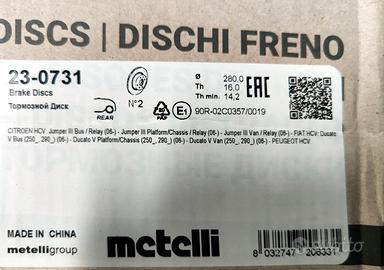 DISCS | DISCHI FRENO
23-0731
Brake Discs
Тормозной Диск
REAR
N°2
ø 280,0
Th 16,0
Th min. 14,2
EAC
PAP
E1
90R-02C0357/0019
CITROEN HCV: Jumper III Bus / Relay (06-) - Jumper III Platform/Chassis / Relay (06-) - Jumper III Van / Relay (06-) - FIAT HCV: Ducato
V Bus (250_, 290_) (06-) - Ducato V Platform/Chassis (250_, 290_) (06-) - Ducato V Van (250_, 290_) (06-) - PEUGEOT HCV:
MADE IN CHINA
metelligroup
metelli
8 032747 206331
subito